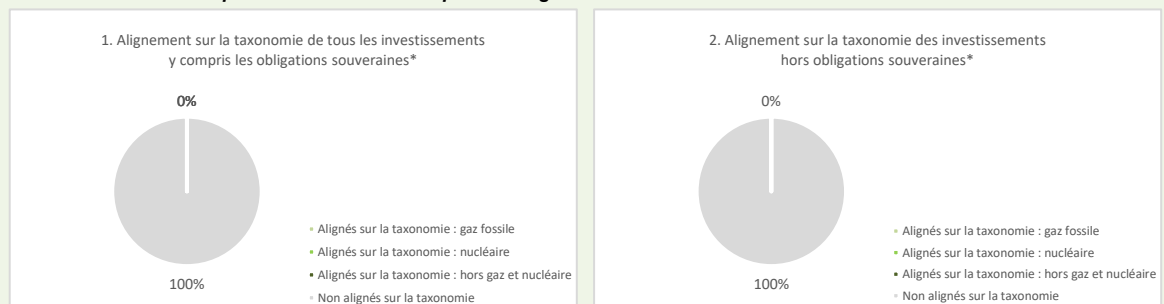 1. Alignement sur la taxonomie de tous les investissements
y compris les obligations souveraines*
0%
100%
Alignés sur la taxonomie : gaz fossile
Alignés sur la taxonomie : nucléaire
Alignés sur la taxonomie : hors gaz et nucléaire
Non alignés sur la taxonomie
2. Alignement sur la taxonomie des investissements
hors obligations souveraines*
0%
100%
Alignés sur la taxonomie : gaz fossile
Alignés sur la taxonomie : nucléaire
Alignés sur la taxonomie : hors gaz et nucléaire
Non alignés sur la taxonomie